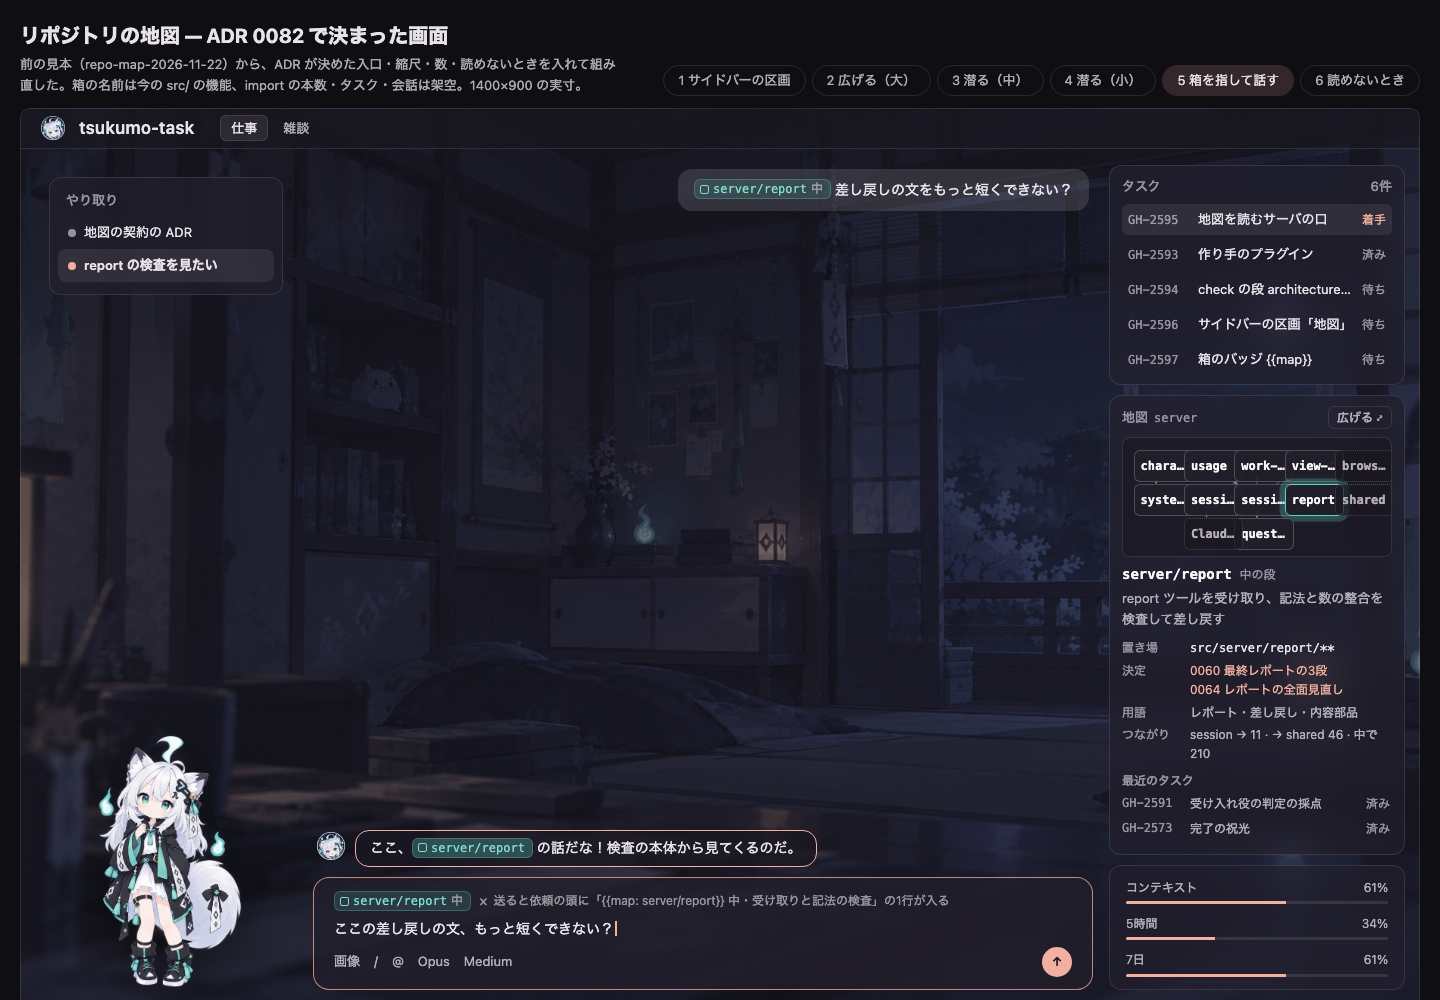 リポジトリの地図 — ADR 0082 で決まった画面
前の見本（repo-map-2026-11-22）から、ADR が決めた入口・縮尺・数・読めないときを入れて組み
直した。箱の名前は今の src/ の機能、import の本数・タスク・会話は架空。1400×900 の実寸。
1 サイドバーの区画
2 広げる（大）
3 潜る（中）
4 潜る（小）
5 箱を指して話す
6 読めないとき
tsukumo-task
仕事
雑談
やり取り
地図の契約の ADR
report の検査を見たい
server/report 中 差し戻しの文をもっと短くできない？
ここ、 server/report の話だな！検査の本体から見てくるのだ。
server/report 中 × 送ると依頼の頭に「{{map: server/report}} 中・受け取りと記法の検査」の1行が入る
ここの差し戻しの文、もっと短くできない？
画像 / @ Opus Medium
↑
タスク 6件
GH-2595 地図を読むサーバの口 着手
GH-2593 作り手のプラグイン 済み
GH-2594 check の段 architecture… 待ち
GH-2596 サイドバーの区画「地図」 待ち
GH-2597 箱のバッジ {{map}} 待ち
地図 server 広げる ⤢
chara… usage work-… view-… brows…
syste… sessi… sessi… report shared
Claud… quest…
server/report 中の段
report ツールを受け取り、記法と数の整合を
検査して差し戻す
置き場 src/server/report/**
決定 0060 最終レポートの3段
0064 レポートの全面見直し
用語 レポート・差し戻し・内容部品
つながり session → 11 · → shared 46 · 中で
210
最近のタスク
GH-2591 受け入れ役の判定の採点 済み
GH-2573 完了の祝光 済み
コンテキスト 61%
5時間 34%
7日 61%